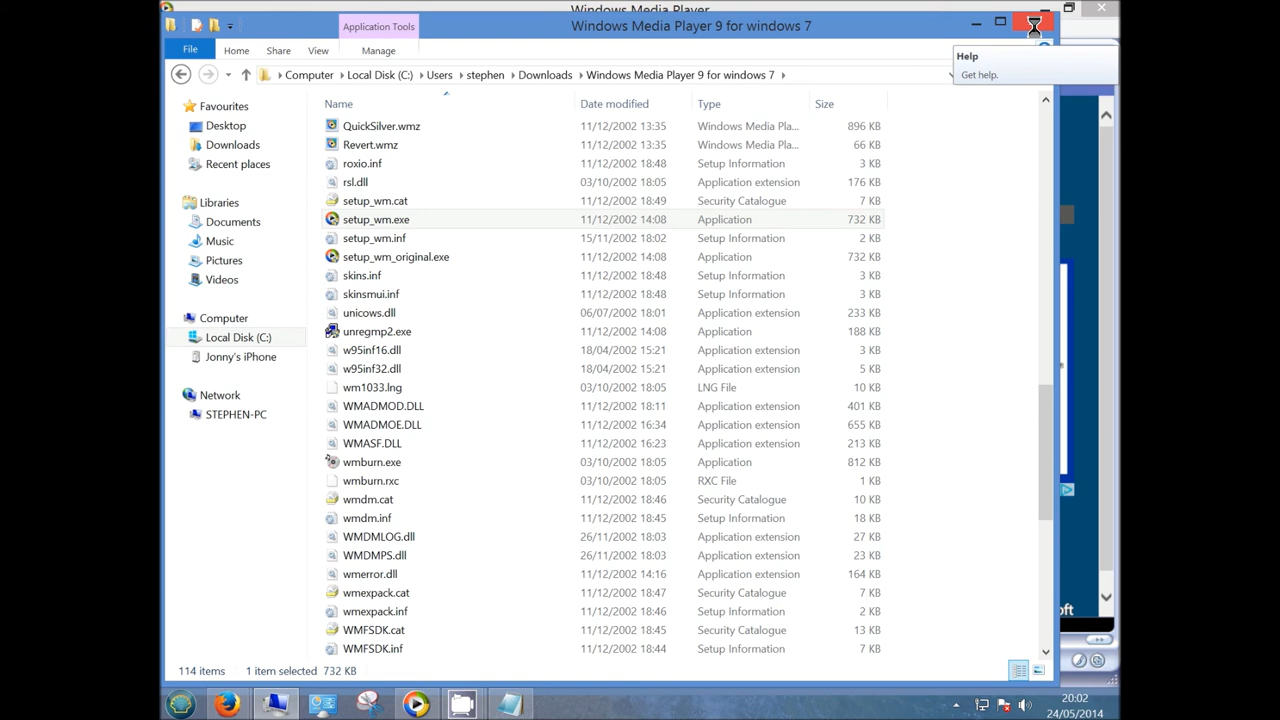 Windows Media Player
Application Tools
Windows Media Player 9 for windows 7
File Home Share View Manage
Help
Get help.
Computer Local Disk (C:) Users stephen Downloads Windows Media Player 9 for windows 7
Name Date modified Type Size
Favourites
Desktop
Downloads
Recent places
Libraries
Documents
Music
Pictures
Videos
Computer
Local Disk (C:)
Jonny's iPhone
Network
STEPHEN-PC
QuickSilver.wmz 11/12/2002 13:35 Windows Media Pla... 896 KB
Revert.wmz 11/12/2002 13:35 Windows Media Pla... 66 KB
roxio.inf 11/12/2002 18:48 Setup Information 3 KB
rsl.dll 03/10/2002 18:05 Application extension 176 KB
setup_wm.cat 11/12/2002 18:49 Security Catalogue 7 KB
setup_wm.exe 11/12/2002 14:08 Application 732 KB
setup_wm.inf 15/11/2002 18:02 Setup Information 2 KB
setup_wm_original.exe 11/12/2002 14:08 Application 732 KB
skins.inf 11/12/2002 18:48 Setup Information 3 KB
skinsmui.inf 11/12/2002 18:48 Setup Information 3 KB
unicows.dll 06/07/2002 18:01 Application extension 233 KB
unregmp2.exe 11/12/2002 14:08 Application 188 KB
w95inf16.dll 18/04/2002 15:21 Application extension 3 KB
w95inf32.dll 18/04/2002 15:21 Application extension 5 KB
wm1033.lng 03/10/2002 18:05 LNG File 10 KB
WMADMOD.DLL 11/12/2002 18:11 Application extension 401 KB
WMADMOE.DLL 11/12/2002 16:34 Application extension 655 KB
WMASF.DLL 11/12/2002 16:23 Application extension 213 KB
wmburn.exe 03/10/2002 18:05 Application 812 KB
wmburn.rxc 03/10/2002 18:05 RXC File 1 KB
wmdm.cat 11/12/2002 18:46 Security Catalogue 10 KB
wmdm.inf 11/12/2002 18:45 Setup Information 18 KB
WMDMLOG.dll 26/11/2002 18:03 Application extension 27 KB
WMDMPS.dll 26/11/2002 18:03 Application extension 23 KB
wmerror.dll 11/12/2002 14:16 Application extension 164 KB
wmexpack.cat 11/12/2002 18:47 Security Catalogue 7 KB
wmexpack.inf 11/12/2002 18:46 Setup Information 2 KB
WMFSDK.cat 11/12/2002 18:45 Security Catalogue 13 KB
WMFSDK.inf 11/12/2002 18:44 Setup Information 7 KB
114 items 1 item selected 732 KB
20:02
24/05/2014